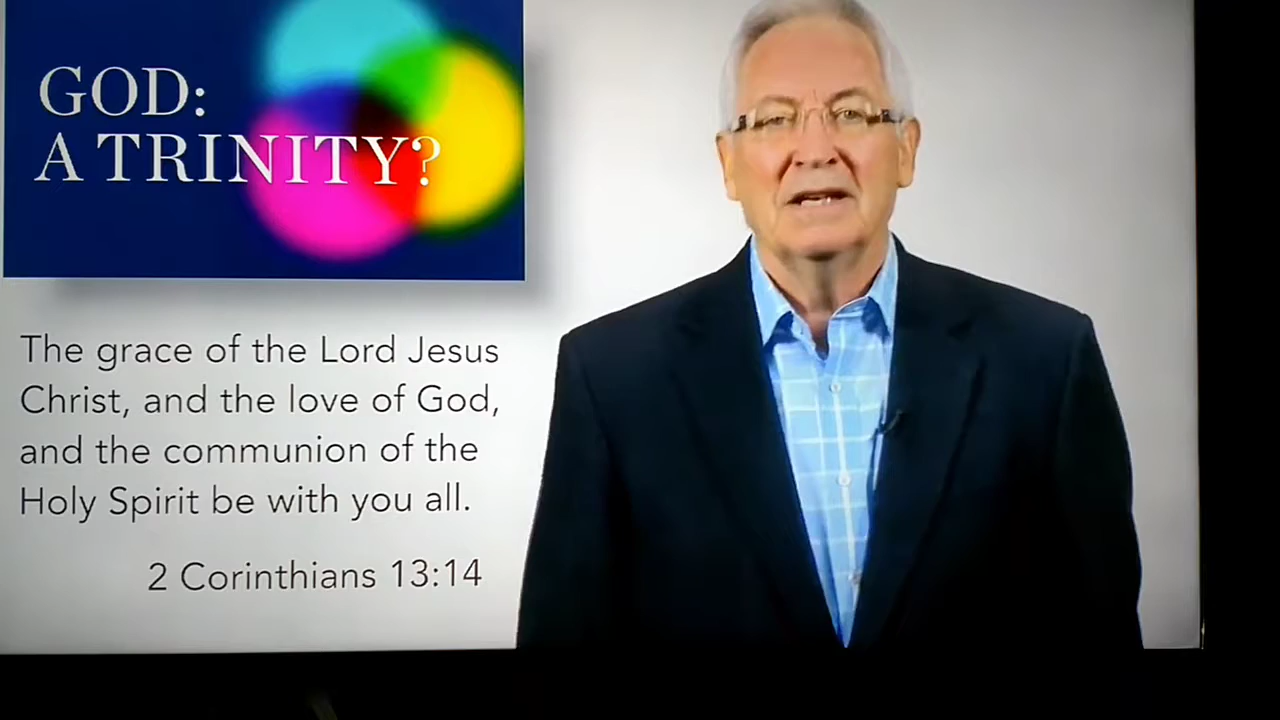 GOD:
A TRINITY?
The grace of the Lord Jesus
Christ, and the love of God,
and the communion of the
Holy Spirit be with you all.
2 Corinthians 13:14